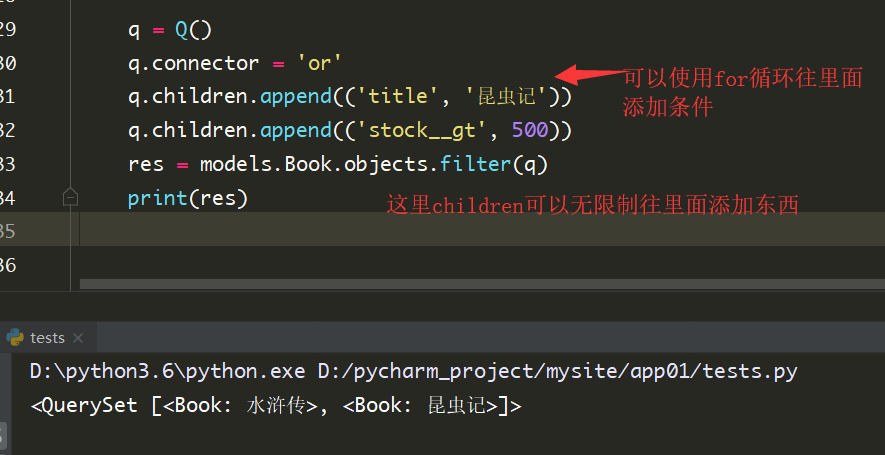 29 q = Q()
30 q.connector = 'or'
31 q.children.append(('title', '昆虫记'))
可以使用for循环往里面
添加条件
32 q.children.append(('stock__gt', 500))
33 res = models.Book.objects.filter(q)
34 print(res)
这里children可以无限制往里面添加东西
35
36
tests
D:\python3.6\python.exe D:/pycharm_project/mysite/app01/tests.py
<QuerySet [<Book: 水浒传>, <Book: 昆虫记>]>